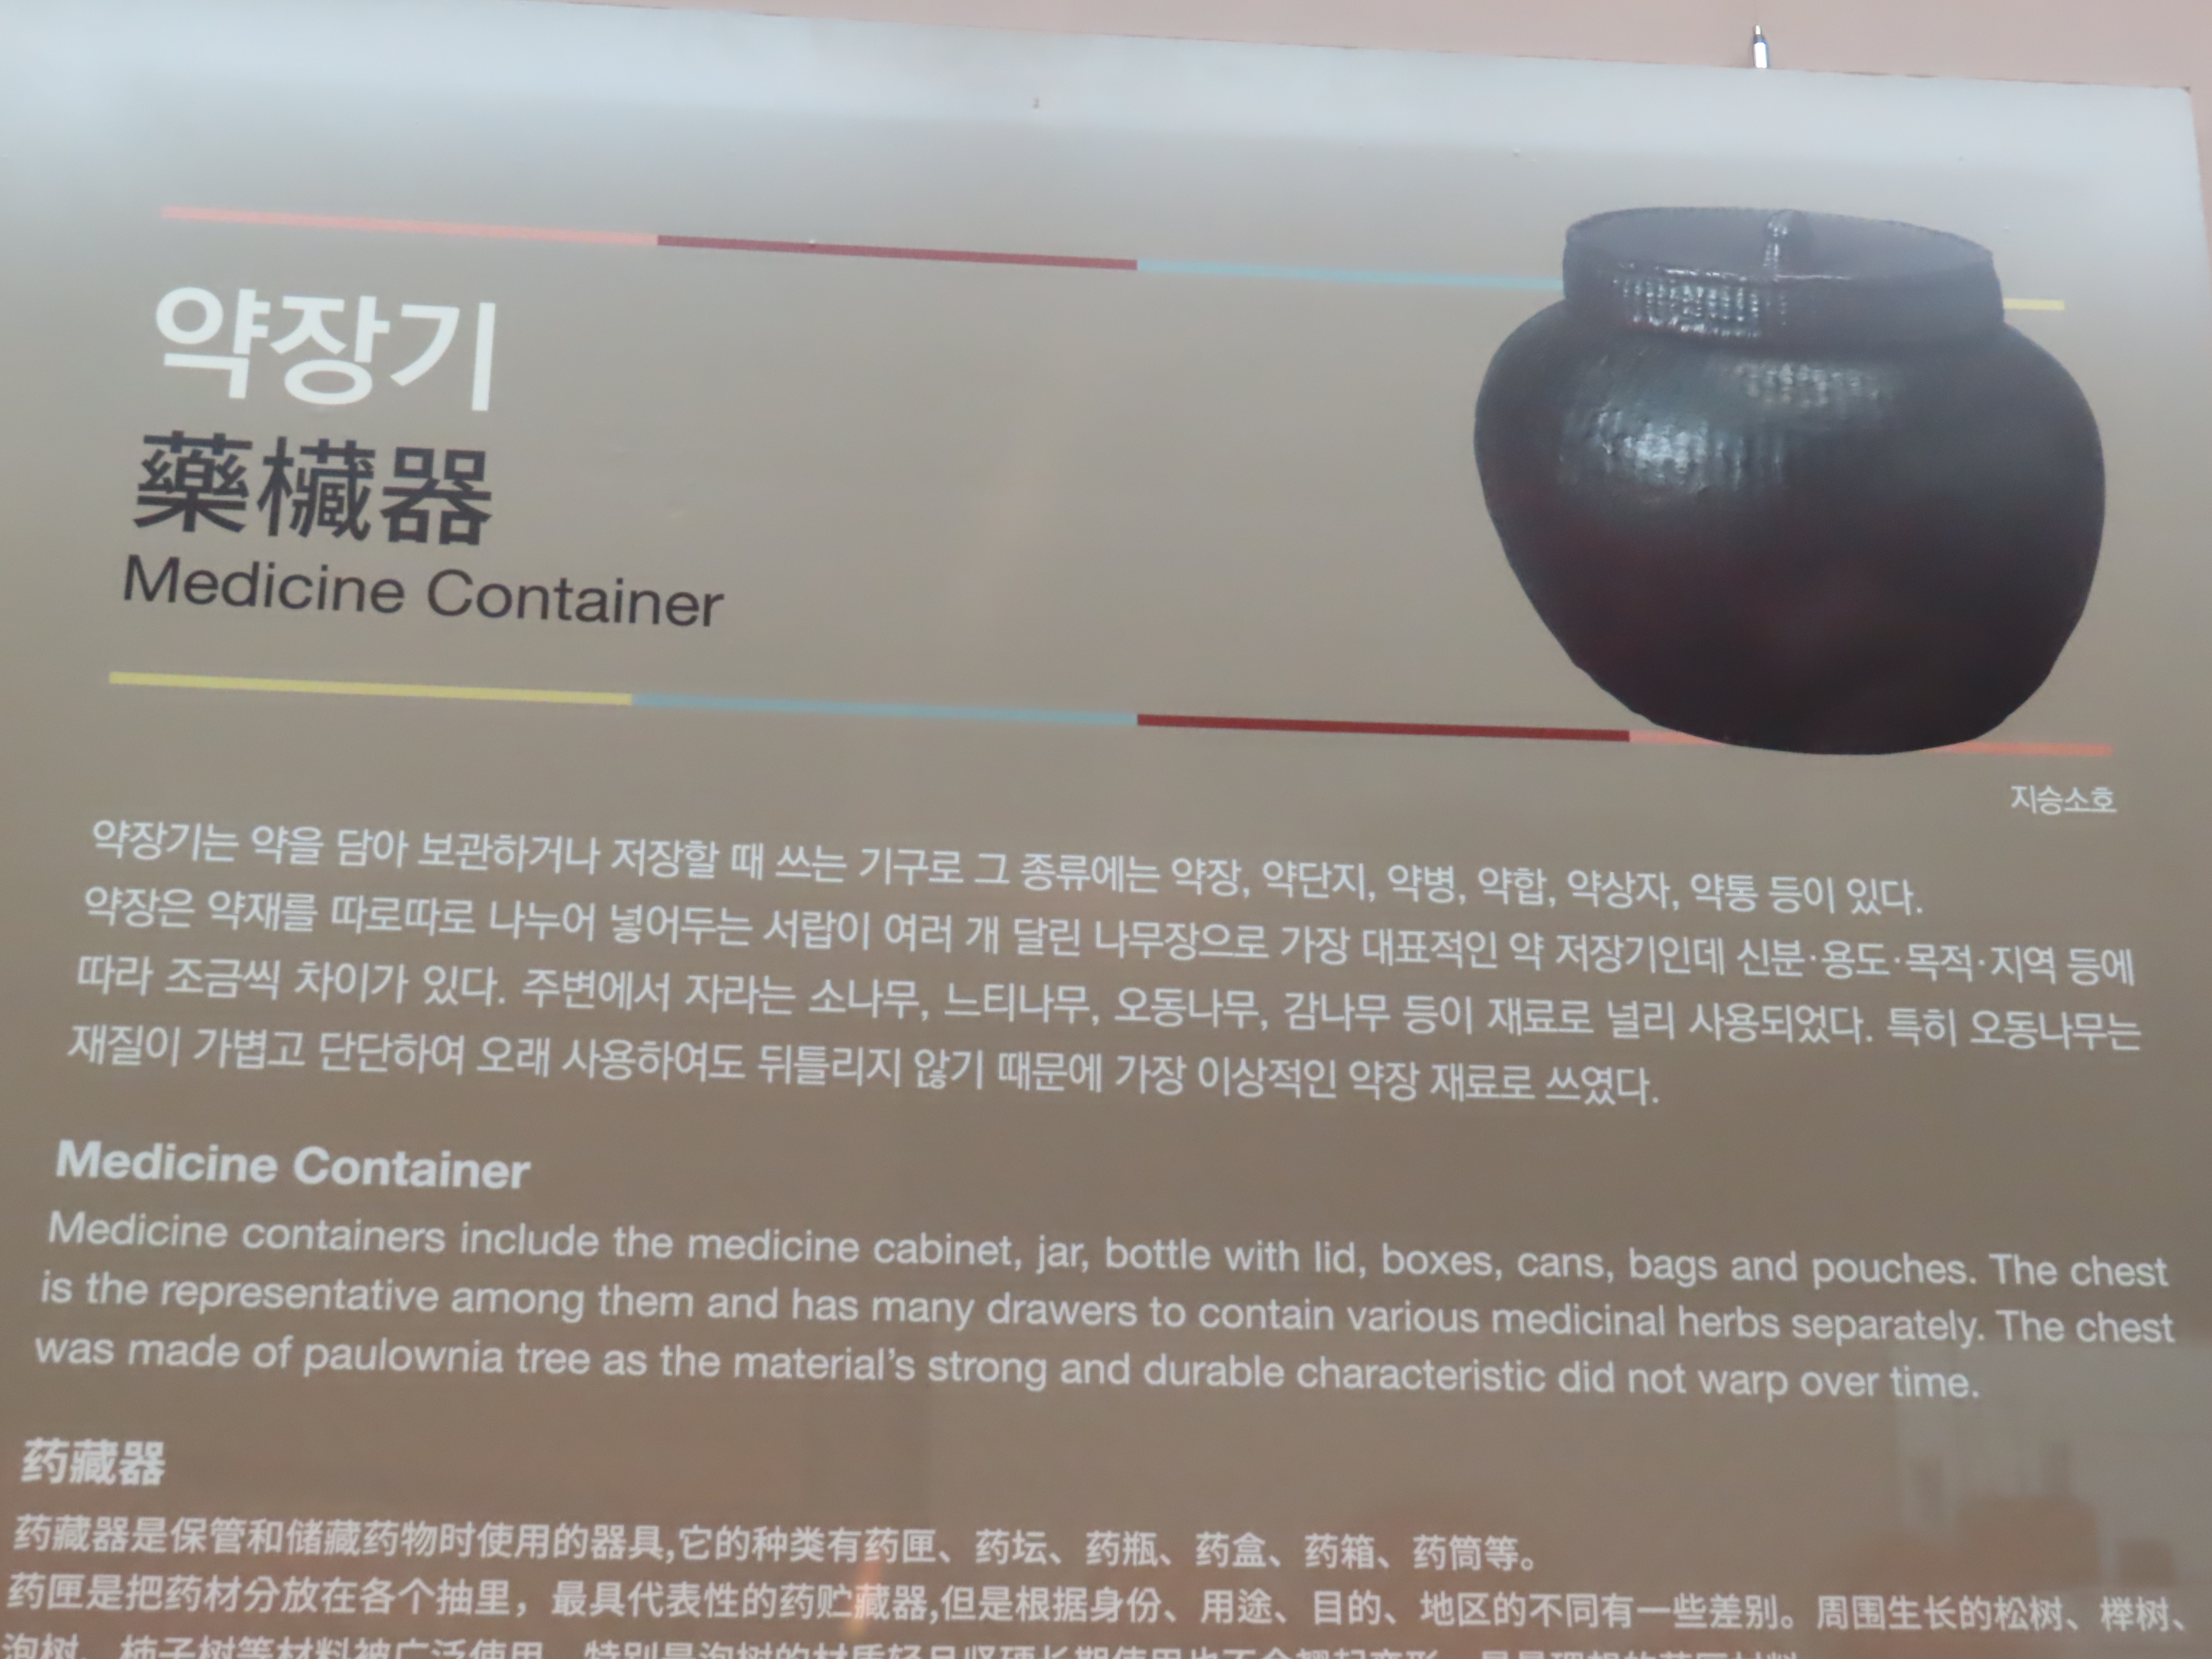 약장기
藥欌器
Medicine Container
지승소호
약장기는 약을 담아 보관하거나 저장할 때 쓰는 기구로 그 종류에는 약장, 약단지, 약병, 약합, 약상자, 약통 등이 있다.
약장은 약재를 따로따로 나누어 넣어두는 서랍이 여러 개 달린 나무장으로 가장 대표적인 약 저장기인데 신분·용도·목적·지역 등에
따라 조금씩 차이가 있다. 주변에서 자라는 소나무, 느티나무, 오동나무, 감나무 등이 재료로 널리 사용되었다. 특히 오동나무는
재질이 가볍고 단단하여 오래 사용하여도 뒤틀리지 않기 때문에 가장 이상적인 약장 재료로 쓰였다.
Medicine Container
Medicine containers include the medicine cabinet, jar, bottle with lid, boxes, cans, bags and pouches. The chest
is the representative among them and has many drawers to contain various medicinal herbs separately. The chest
was made of paulownia tree as the material's strong and durable characteristic did not warp over time.
药藏器
药藏器是保管和储藏药物时使用的器具,它的种类有药匣、药坛、药瓶、药盒、药箱、药筒等。
药匣是把药材分放在各个抽里，最具代表性的药贮藏器,但是根据身份、用途、目的、地区的不同有一些差别。周围生长的松树、榉树、
泡树、柿子树等材料被广泛使用